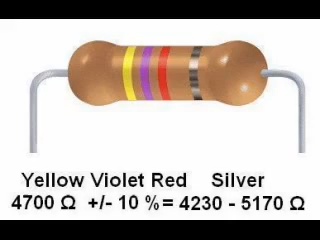 Yellow Violet Red Silver
4700 Ω +/- 10 % = 4230 - 5170 Ω